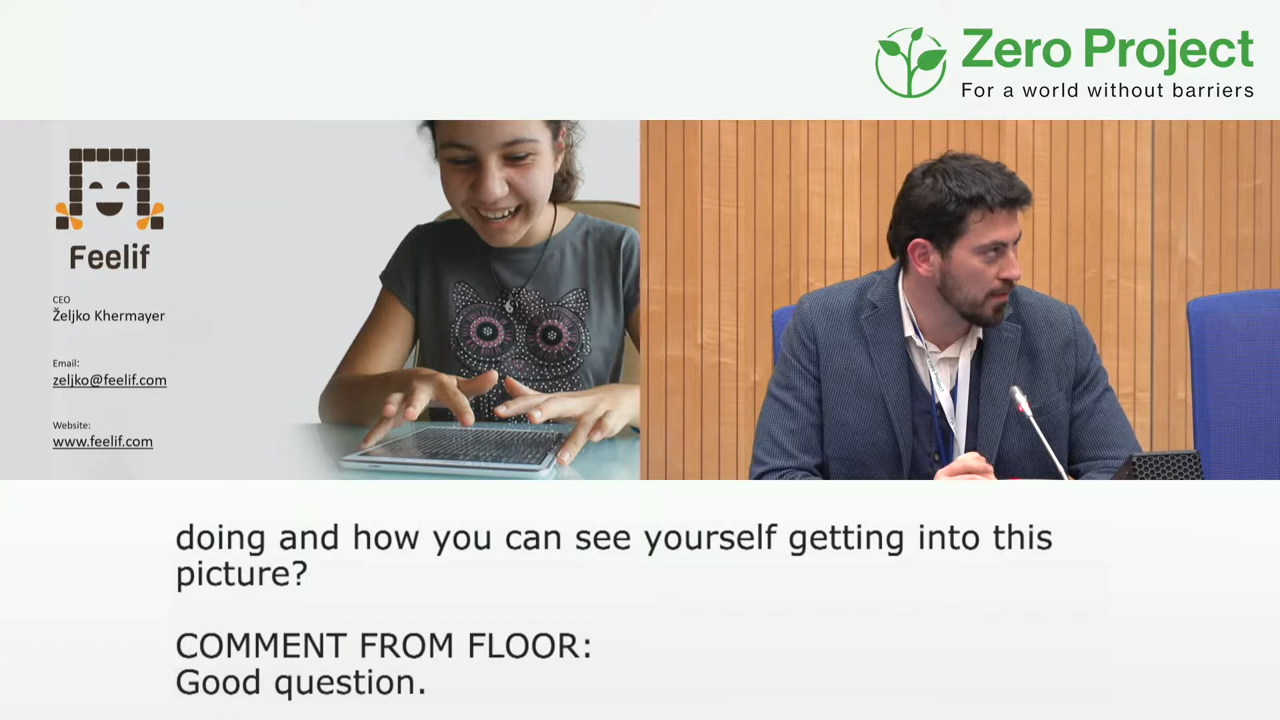 Zero Project
For a world without barriers
Feelif
CEO
Željko Khermayer
Email:
zeljko@feelif.com
Website:
www.feelif.com
doing and how you can see yourself getting into this
picture?
COMMENT FROM FLOOR:
Good question.